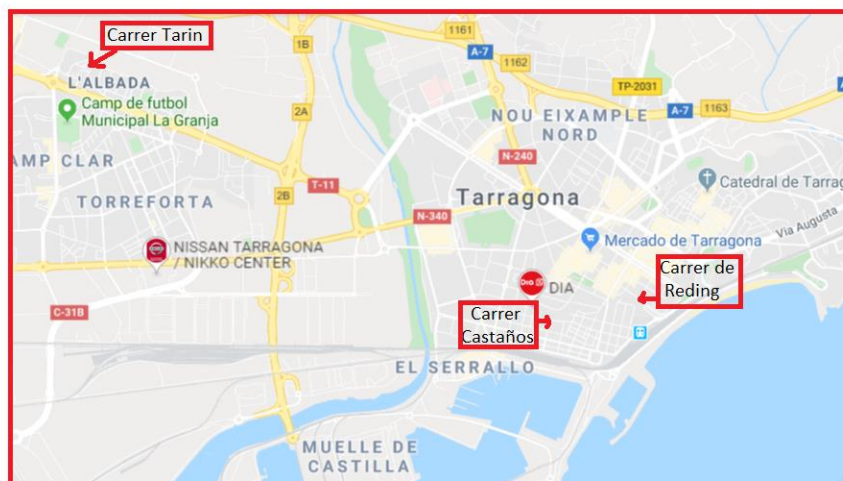 Carrer Tarin
1B
1161
A-7
1162
L'ALBADA
Camp de futbol
Municipal La Granja
2A
TP-2031
A-7
1163
NOU EIXAMPLE
NORD
AMP CLAR
N-240
T-11
2B
TORREFORTA
Tarragona
Catedral de Tarrag
N-340
Via Augusta
NISSAN TARRAGONA
/ NIKKO CENTER
Mercado de Tarragona
Carrer de
Reding
DIA
C-31B
Carrer
Castaños
EL SERRALLO
MUELLE DE
CASTILLA